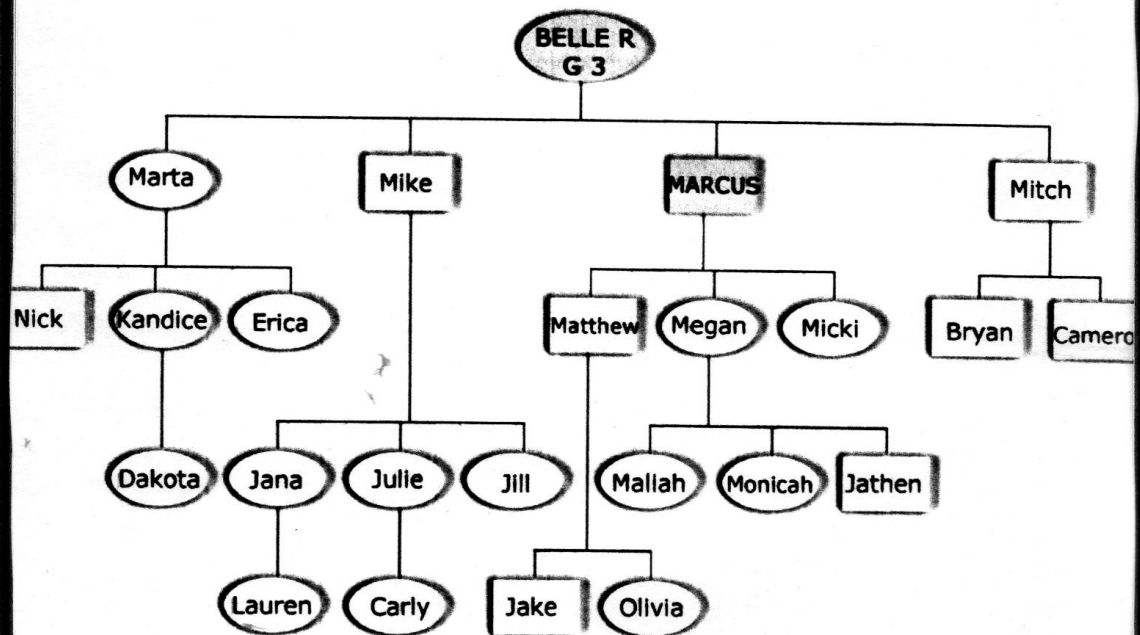 BELLE R
G 3
Marta
Mike
MARCUS
Mitch
Nick
Kandice
Erica
Matthew
Megan
Micki
Bryan
Camero
Dakota
Jana
Julie
Jill
Maliah
Monicah
Jathen
Lauren
Carly
Jake
Olivia